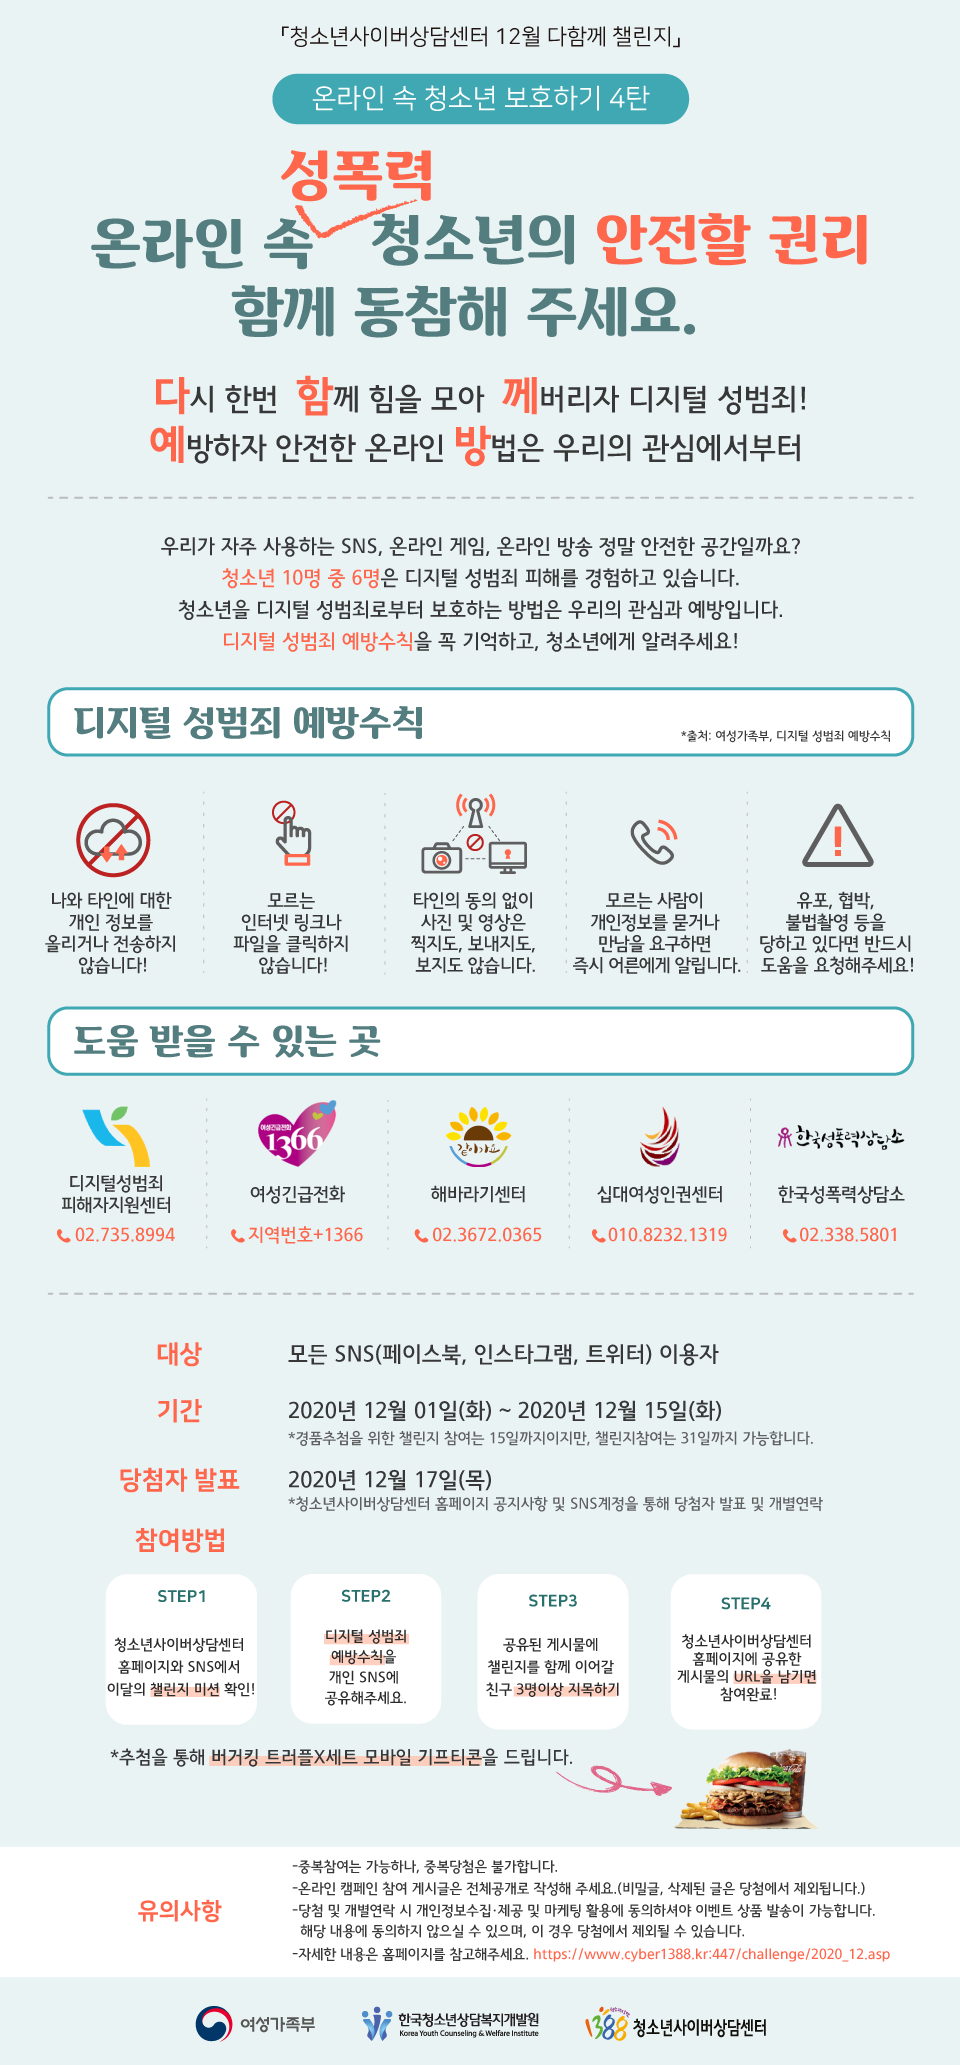 「청소년사이버상담센터 12월 다함께 챌린지」
온라인 속 청소년 보호하기 4탄
성폭력
온라인 속 청소년의 안전할 권리
함께 동참해 주세요.
다시 한번 함께 힘을 모아 께버리자 디지털 성범죄!
예방하자 안전한 온라인 방법은 우리의 관심에서부터
우리가 자주 사용하는 SNS, 온라인 게임, 온라인 방송 정말 안전한 공간일까요?
청소년 10명 중 6명은 디지털 성범죄 피해를 경험하고 있습니다.
청소년을 디지털 성범죄로부터 보호하는 방법은 우리의 관심과 예방입니다.
디지털 성범죄 예방수칙을 꼭 기억하고, 청소년에게 알려주세요!
디지털 성범죄 예방수칙
*출처: 여성가족부, 디지털 성범죄 예방수칙
나와 타인에 대한
개인 정보를
올리거나 전송하지
않습니다!
모르는
인터넷 링크나
파일을 클릭하지
않습니다!
타인의 동의 없이
사진 및 영상은
찍지도, 보내지도,
보지도 않습니다.
모르는 사람이
개인정보를 묻거나
만남을 요구하면
즉시 어른에게 알립니다.
유포, 협박,
불법촬영 등을
당하고 있다면 반드시
도움을 요청해주세요!
도움 받을 수 있는 곳
디지털성범죄
피해자지원센터
02.735.8994
여성긴급전화
1366
여성긴급전화
지역번호+1366
같이가요
해바라기센터
02.3672.0365
십대여성인권센터
010.8232.1319
한국성폭력상담소
한국성폭력상담소
02.338.5801
대상
모든 SNS(페이스북, 인스타그램, 트위터) 이용자
기간
2020년 12월 01일(화) ~ 2020년 12월 15일(화)
*경품추첨을 위한 챌린지 참여는 15일까지이지만, 챌린지참여는 31일까지 가능합니다.
당첨자 발표
2020년 12월 17일(목)
*청소년사이버상담센터 홈페이지 공지사항 및 SNS계정을 통해 당첨자 발표 및 개별연락
참여방법
STEP1
청소년사이버상담센터
홈페이지와 SNS에서
이달의 챌린지 미션 확인!
STEP2
디지털 성범죄
예방수칙을
개인 SNS에
공유해주세요.
STEP3
공유된 게시물에
챌린지를 함께 이어갈
친구 3명이상 지목하기
STEP4
청소년사이버상담센터
홈페이지에 공유한
게시물의 URL을 남기면
참여완료!
*추첨을 통해 버거킹 트러플X세트 모바일 기프티콘을 드립니다.
유의사항
-중복참여는 가능하나, 중복당첨은 불가합니다.
-온라인 캠페인 참여 게시글은 전체공개로 작성해 주세요.(비밀글, 삭제된 글은 당첨에서 제외됩니다.)
-당첨 및 개별연락 시 개인정보수집·제공 및 마케팅 활용에 동의하셔야 이벤트 상품 발송이 가능합니다.
해당 내용에 동의하지 않으실 수 있으며, 이 경우 당첨에서 제외될 수 있습니다.
-자세한 내용은 홈페이지를 참고해주세요. https://www.cyber1388.kr:447/challenge/2020_12.asp
여성가족부
한국청소년상담복지개발원
Korea Youth Counseling & Welfare Institute
1388 청소년사이버상담센터